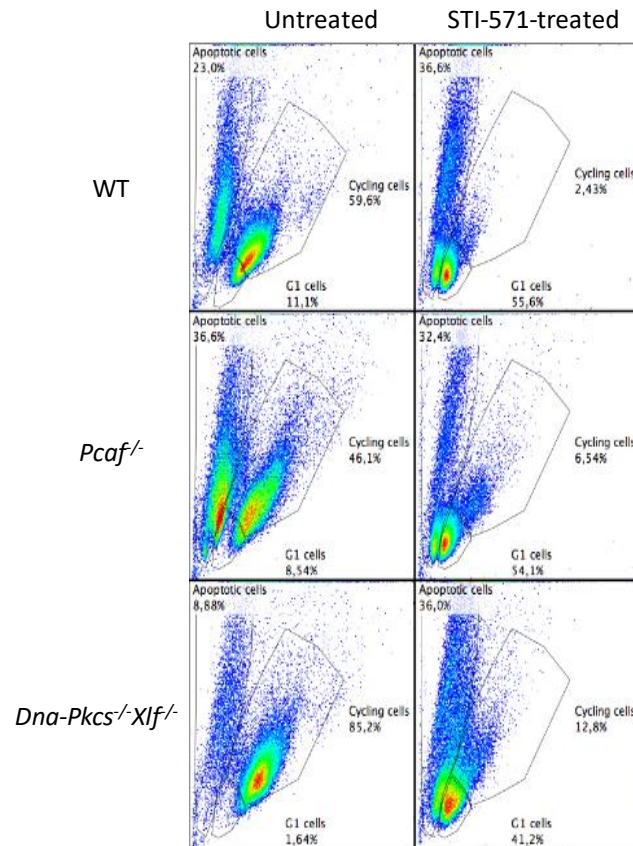 Untreated
STI-571-treated
WT
Apoptotic cells
23,0%
Cycling cells
59,6%
G1 cells
11,1%
Apoptotic cells
36,6%
Cycling cells
2,43%
G1 cells
55,6%
Pcaf-/-
Apoptotic cells
36,6%
Cycling cells
46,1%
G1 cells
8,54%
Apoptotic cells
32,4%
Cycling cells
6,54%
G1 cells
54,1%
Dna-Pkcs-/-Xlf-/-
Apoptotic cells
8,88%
Cycling cells
85,2%
G1 cells
1,64%
Apoptotic cells
36,0%
Cycling cells
12,8%
G1 cells
41,2%